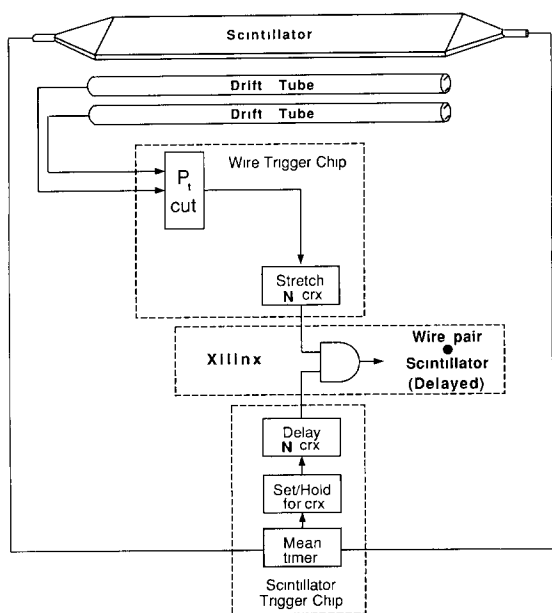 Scintillator
Drift Tube
Drift Tube
Wire Trigger Chip
Pt
cut
Stretch
N crx
Xilinx
Wire pair
•
Scintillator
(Delayed)
Delay
N crx
Set/Hold
for crx
Mean
timer
Scintillator
Trigger Chip